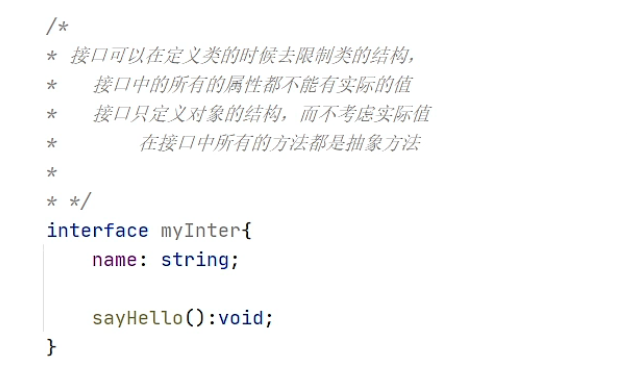 /*
* 接口可以在定义类的时候去限制类的结构，
*   接口中的所有的属性都不能有实际的值
*   接口只定义对象的结构，而不考虑实际值
*       在接口中所有的方法都是抽象方法
*
* */
interface myInter{
    name: string;

    sayHello():void;
}